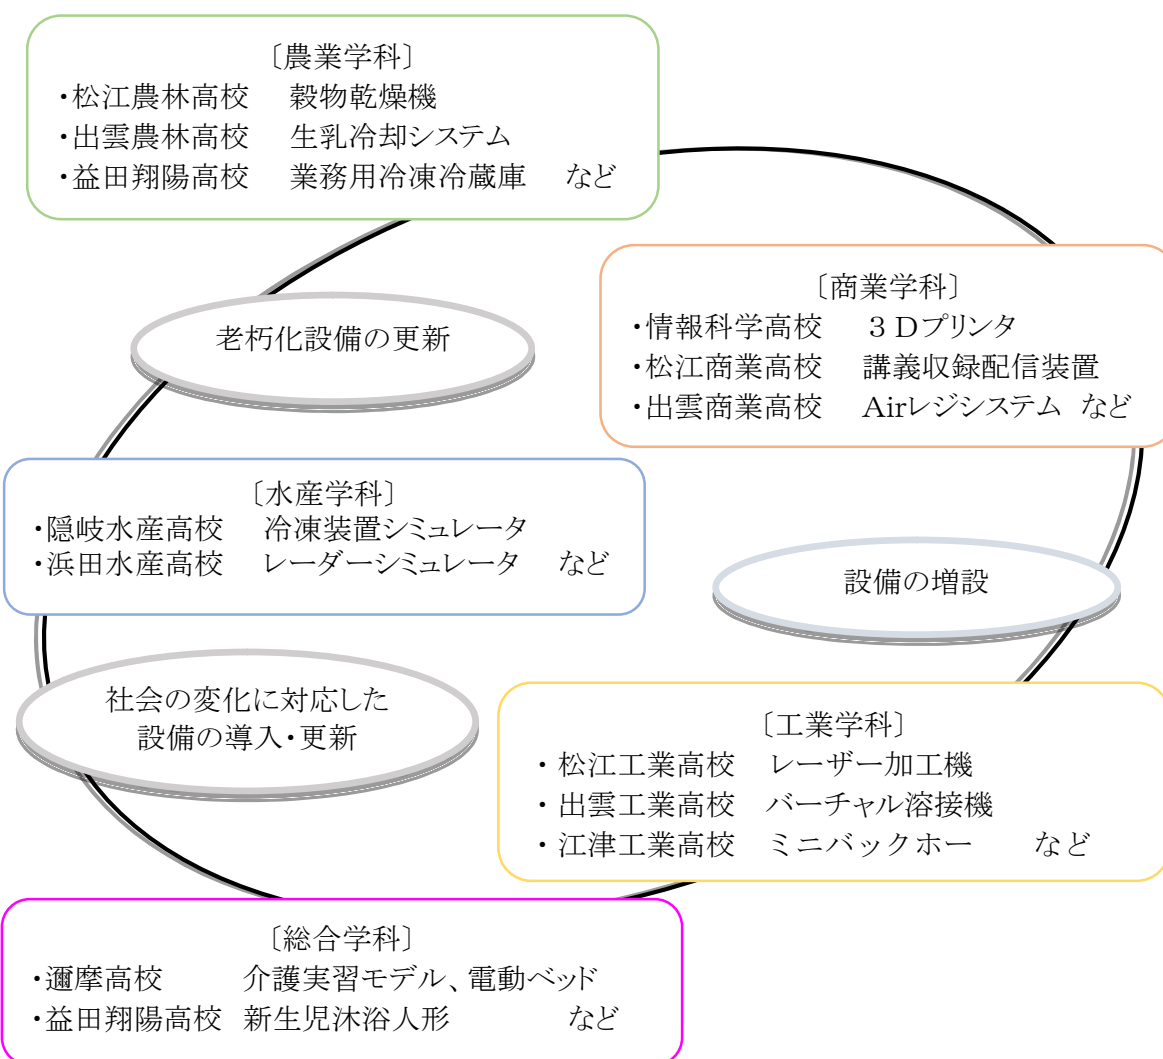 〔農業学科〕
・松江農林高校 穀物乾燥機
・出雲農林高校 生乳冷却システム
・益田翔陽高校 業務用冷凍冷蔵庫 など
〔商業学科〕
・情報科学高校 ３Ｄプリンタ
・松江商業高校 講義収録配信装置
・出雲商業高校 Airレジシステム など
老朽化設備の更新
〔水産学科〕
・隠岐水産高校 冷凍装置シミュレータ
・浜田水産高校 レーダーシミュレータ など
設備の増設
社会の変化に対応した
設備の導入・更新
〔工業学科〕
・松江工業高校 レーザー加工機
・出雲工業高校 バーチャル溶接機
・江津工業高校 ミニバックホー など
〔総合学科〕
・邇摩高校 介護実習モデル、電動ベッド
・益田翔陽高校 新生児沐浴人形 など